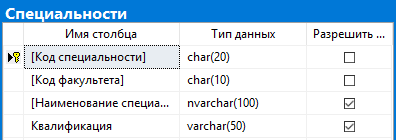 Специальности
Имя столбца Тип данных Разрешить ...
[Код специальности] char(20)
[Код факультета] char(10)
[Наименование специа... nvarchar(100)
Квалификация varchar(50)